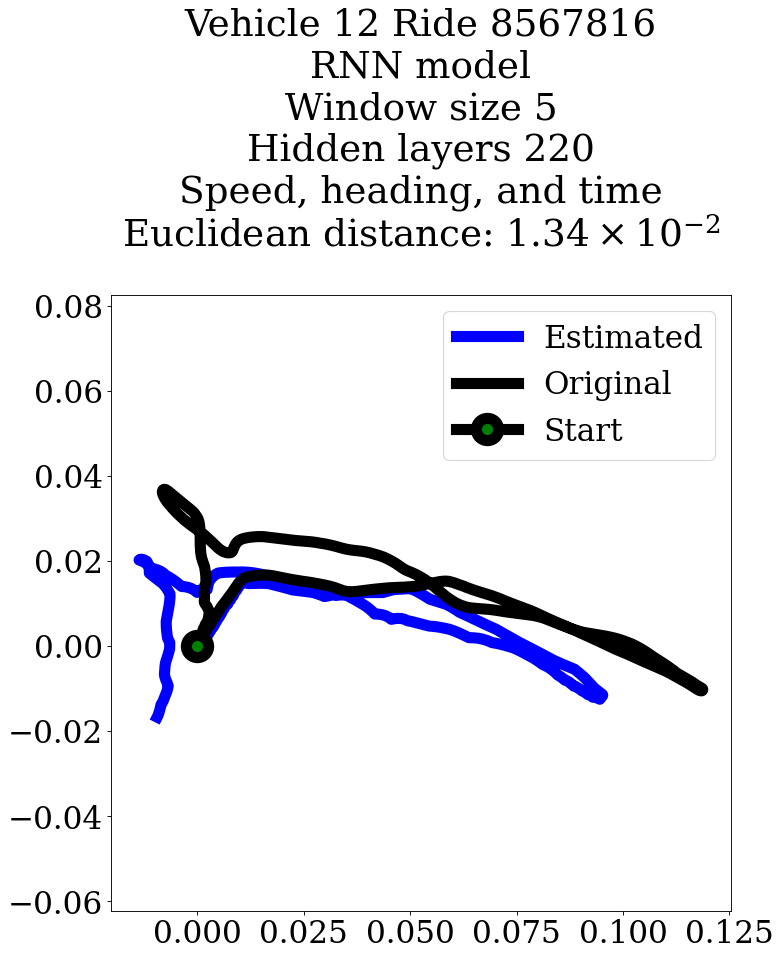 Vehicle 12 Ride 8567816
RNN model
Window size 5
Hidden layers 220
Speed, heading, and time
Euclidean distance: 1.34 × 10⁻²
Estimated
Original
Start
0.08
0.06
0.04
0.02
0.00
−0.02
−0.04
−0.06
0.000 0.025 0.050 0.075 0.100 0.125